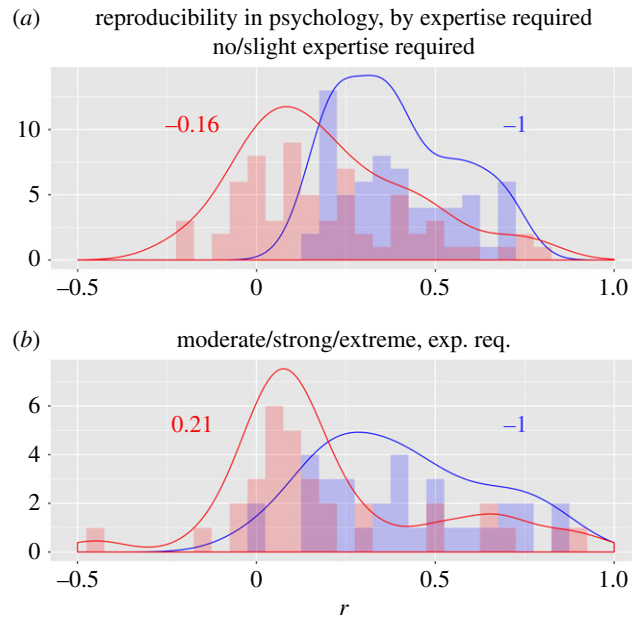 (a) reproducibility in psychology, by expertise required
no/slight expertise required
–0.16 –1
10
5
0
–0.5 0 0.5 1.0
(b) moderate/strong/extreme, exp. req.
6
0.21 –1
4
2
0
–0.5 0 0.5 1.0
r